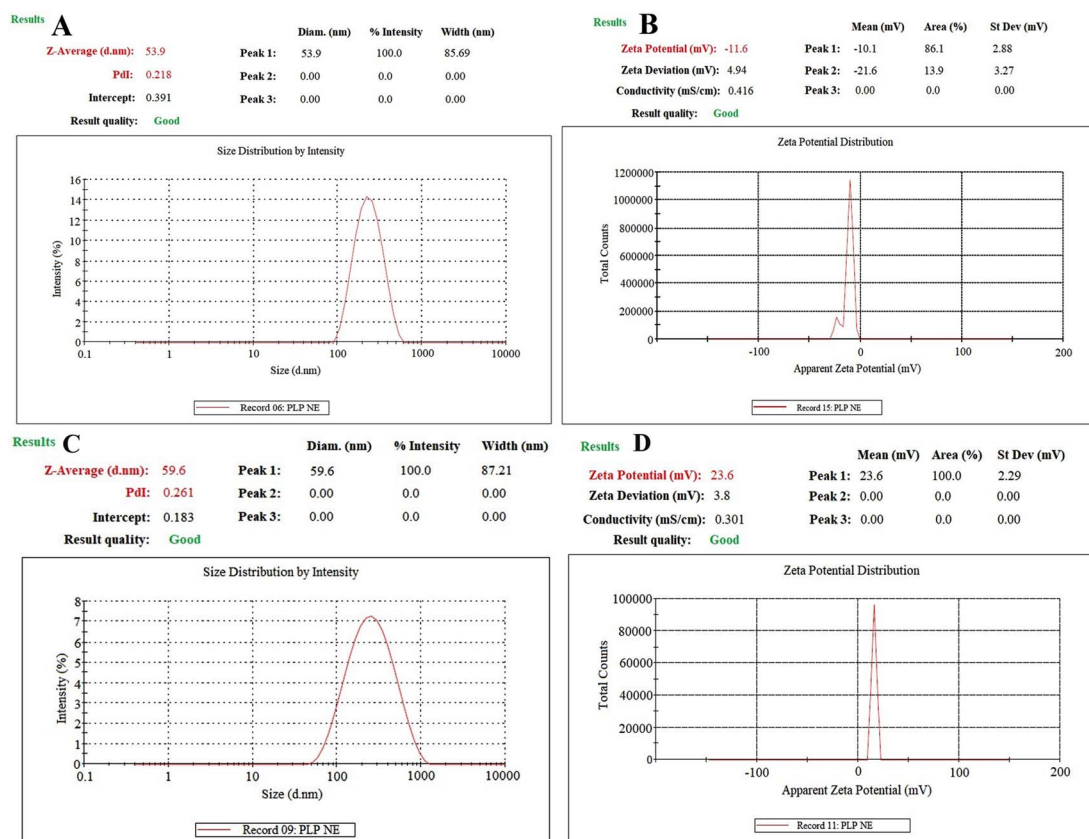 Results A
Diam. (nm) % Intensity Width (nm)
Z-Average (d.nm): 53.9 Peak 1: 53.9 100.0 85.69
PdI: 0.218 Peak 2: 0.00 0.0 0.00
Intercept: 0.391 Peak 3: 0.00 0.0 0.00
Result quality: Good
Size Distribution by Intensity
16
14
12
10
8
6
4
2
0
Intensity (%)
0.1 1 10 100 1000 10000
Size (d.nm)
Record 06: PLP NE
Results B
Mean (mV) Area (%) St Dev (mV)
Zeta Potential (mV): -11.6 Peak 1: -10.1 86.1 2.88
Zeta Deviation (mV): 4.94 Peak 2: -21.6 13.9 3.27
Conductivity (mS/cm): 0.416 Peak 3: 0.00 0.0 0.00
Result quality: Good
Zeta Potential Distribution
1200000
1000000
800000
600000
400000
200000
0
Total Counts
-100 0 100 200
Apparent Zeta Potential (mV)
Record 15: PLP NE
Results C
Diam. (nm) % Intensity Width (nm)
Z-Average (d.nm): 59.6 Peak 1: 59.6 100.0 87.21
PdI: 0.261 Peak 2: 0.00 0.0 0.00
Intercept: 0.183 Peak 3: 0.00 0.0 0.00
Result quality: Good
Size Distribution by Intensity
8
7
6
5
4
3
2
1
0
Intensity (%)
0.1 1 10 100 1000 10000
Size (d.nm)
Record 09: PLP NE
Results D
Mean (mV) Area (%) St Dev (mV)
Zeta Potential (mV): 23.6 Peak 1: 23.6 100.0 2.29
Zeta Deviation (mV): 3.8 Peak 2: 0.00 0.0 0.00
Conductivity (mS/cm): 0.301 Peak 3: 0.00 0.0 0.00
Result quality: Good
Zeta Potential Distribution
100000
80000
60000
40000
20000
0
Total Counts
-100 0 100 200
Apparent Zeta Potential (mV)
Record 11: PLP NE